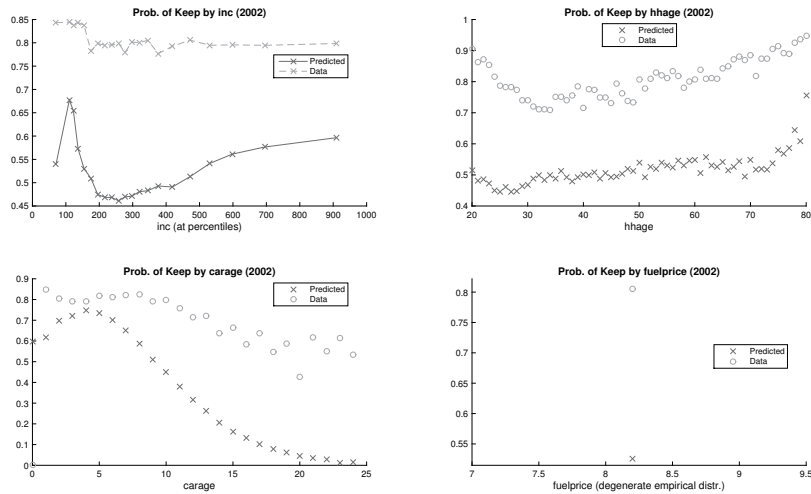 Prob. of Keep by inc (2002)
0.85
0.8
0.75
0.7
0.65
0.6
0.55
0.5
0.45
0 100 200 300 400 500 600 700 800 900 1000
inc (at percentiles)
Predicted
Data
Prob. of Keep by hhage (2002)
1
0.9
0.8
0.7
0.6
0.5
0.4
20 30 40 50 60 70 80
hhage
Predicted
Data
Prob. of Keep by carage (2002)
0.9
0.8
0.7
0.6
0.5
0.4
0.3
0.2
0.1
0
0 5 10 15 20 25
carage
Predicted
Data
Prob. of Keep by fuelprice (2002)
0.8
0.75
0.7
0.65
0.6
0.55
7 7.5 8 8.5 9 9.5
fuelprice (degenerate empirical distr.)
Predicted
Data